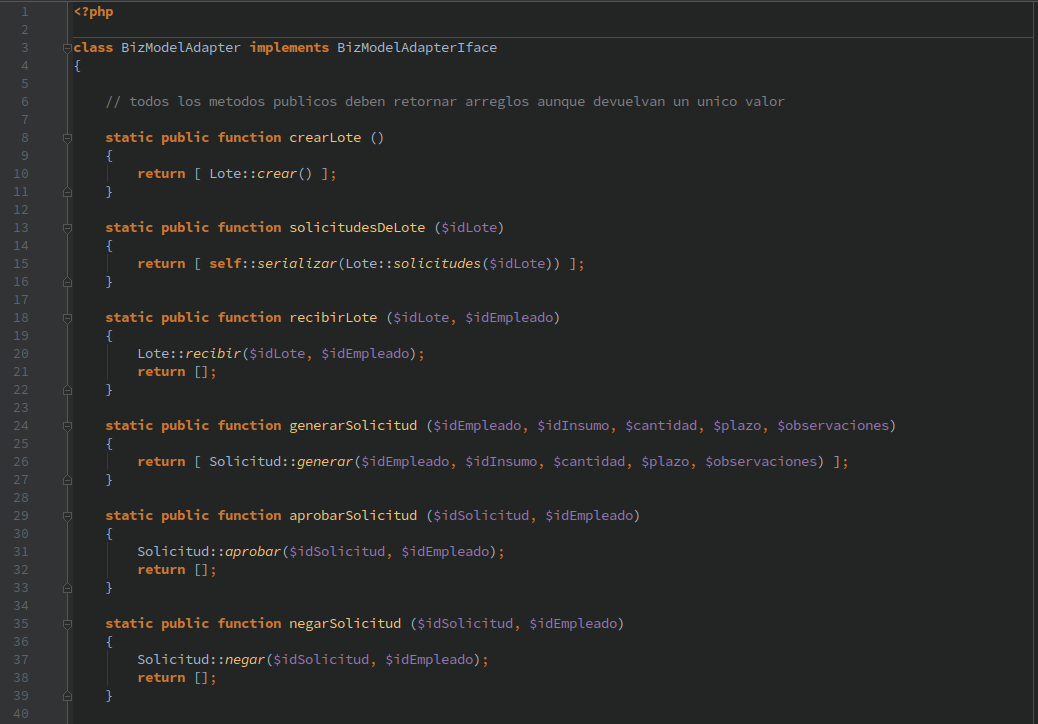 1 <?php
2
3 class BizModelAdapter implements BizModelAdapterIface
4 {
5
6 // todos los metodos publicos deben retornar arreglos aunque devuelvan un unico valor
7
8 static public function crearLote ()
9 {
10 return [ Lote::crear() ];
11 }
12
13 static public function solicitudesDeLote ($idLote)
14 {
15 return [ self::serializar(Lote::solicitudes($idLote)) ];
16 }
17
18 static public function recibirLote ($idLote, $idEmpleado)
19 {
20 Lote::recibir($idLote, $idEmpleado);
21 return [];
22 }
23
24 static public function generarSolicitud ($idEmpleado, $idInsumo, $cantidad, $plazo, $observaciones)
25 {
26 return [ Solicitud::generar($idEmpleado, $idInsumo, $cantidad, $plazo, $observaciones) ];
27 }
28
29 static public function aprobarSolicitud ($idSolicitud, $idEmpleado)
30 {
31 Solicitud::aprobar($idSolicitud, $idEmpleado);
32 return [];
33 }
34
35 static public function negarSolicitud ($idSolicitud, $idEmpleado)
36 {
37 Solicitud::negar($idSolicitud, $idEmpleado);
38 return [];
39 }
40